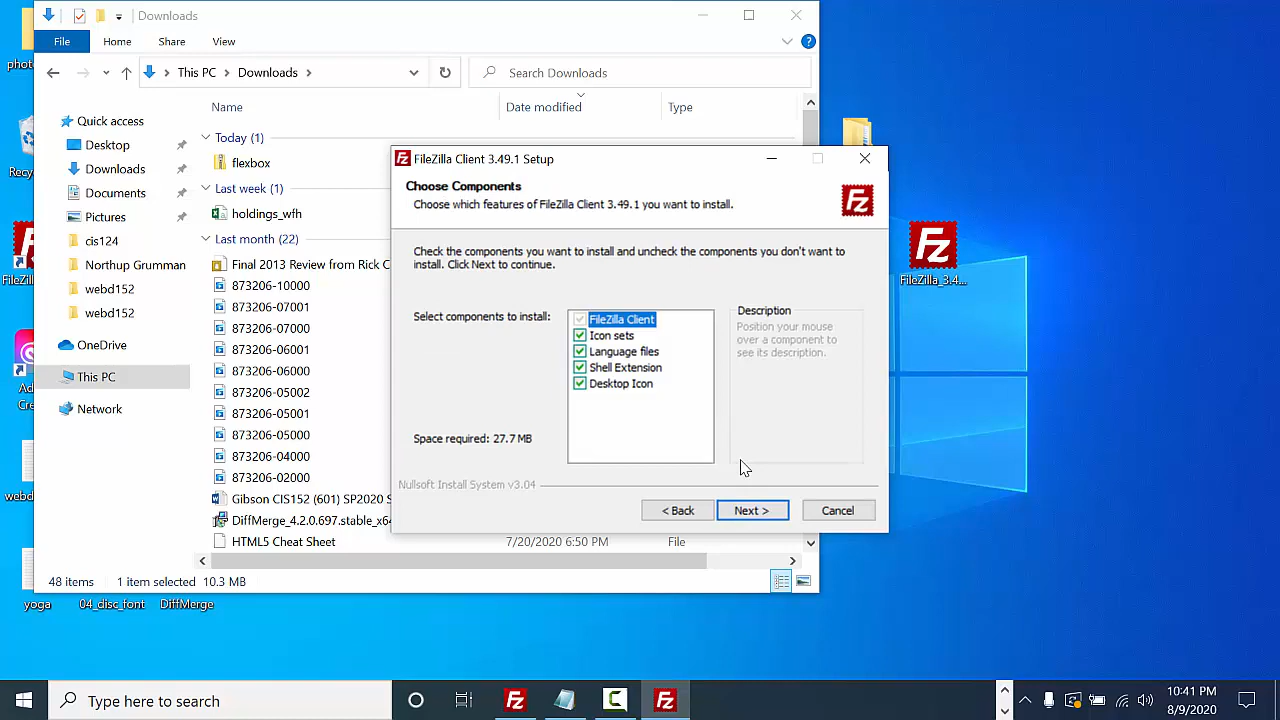 Downloads
File
Home
Share
View
This PC
Downloads
Search Downloads
Name
Date modified
Type
Quick access
Desktop
Downloads
Documents
Pictures
cis124
Northup Grumman
webd152
webd152
OneDrive
This PC
Network
Today (1)
flexbox
Last week (1)
holdings_wfh
Last month (22)
Final 2013 Review from Rick C
873206-10000
873206-07001
873206-07000
873206-06001
873206-06000
873206-05002
873206-05001
873206-05000
873206-04000
873206-02000
Gibson CIS152 (601) SP2020 S
DiffMerge_4.2.0.697.stable_x64
HTML5 Cheat Sheet
7/20/2020 6:50 PM
File
48 items
1 item selected 10.3 MB
FileZilla Client 3.49.1 Setup
Choose Components
Choose which features of FileZilla Client 3.49.1 you want to install.
Check the components you want to install and uncheck the components you don't want to
install. Click Next to continue.
Select components to install:
FileZilla Client
Icon sets
Language files
Shell Extension
Desktop Icon
Description
Position your mouse
over a component to
see its description.
Space required: 27.7 MB
Nullsoft Install System v3.04
< Back
Next >
Cancel
FileZilla_3.4...
photo
Recy
FileZil
Ad
Cre
webd
yoga
04_disc_font
DiffMerge
Type here to search
10:41 PM
8/9/2020